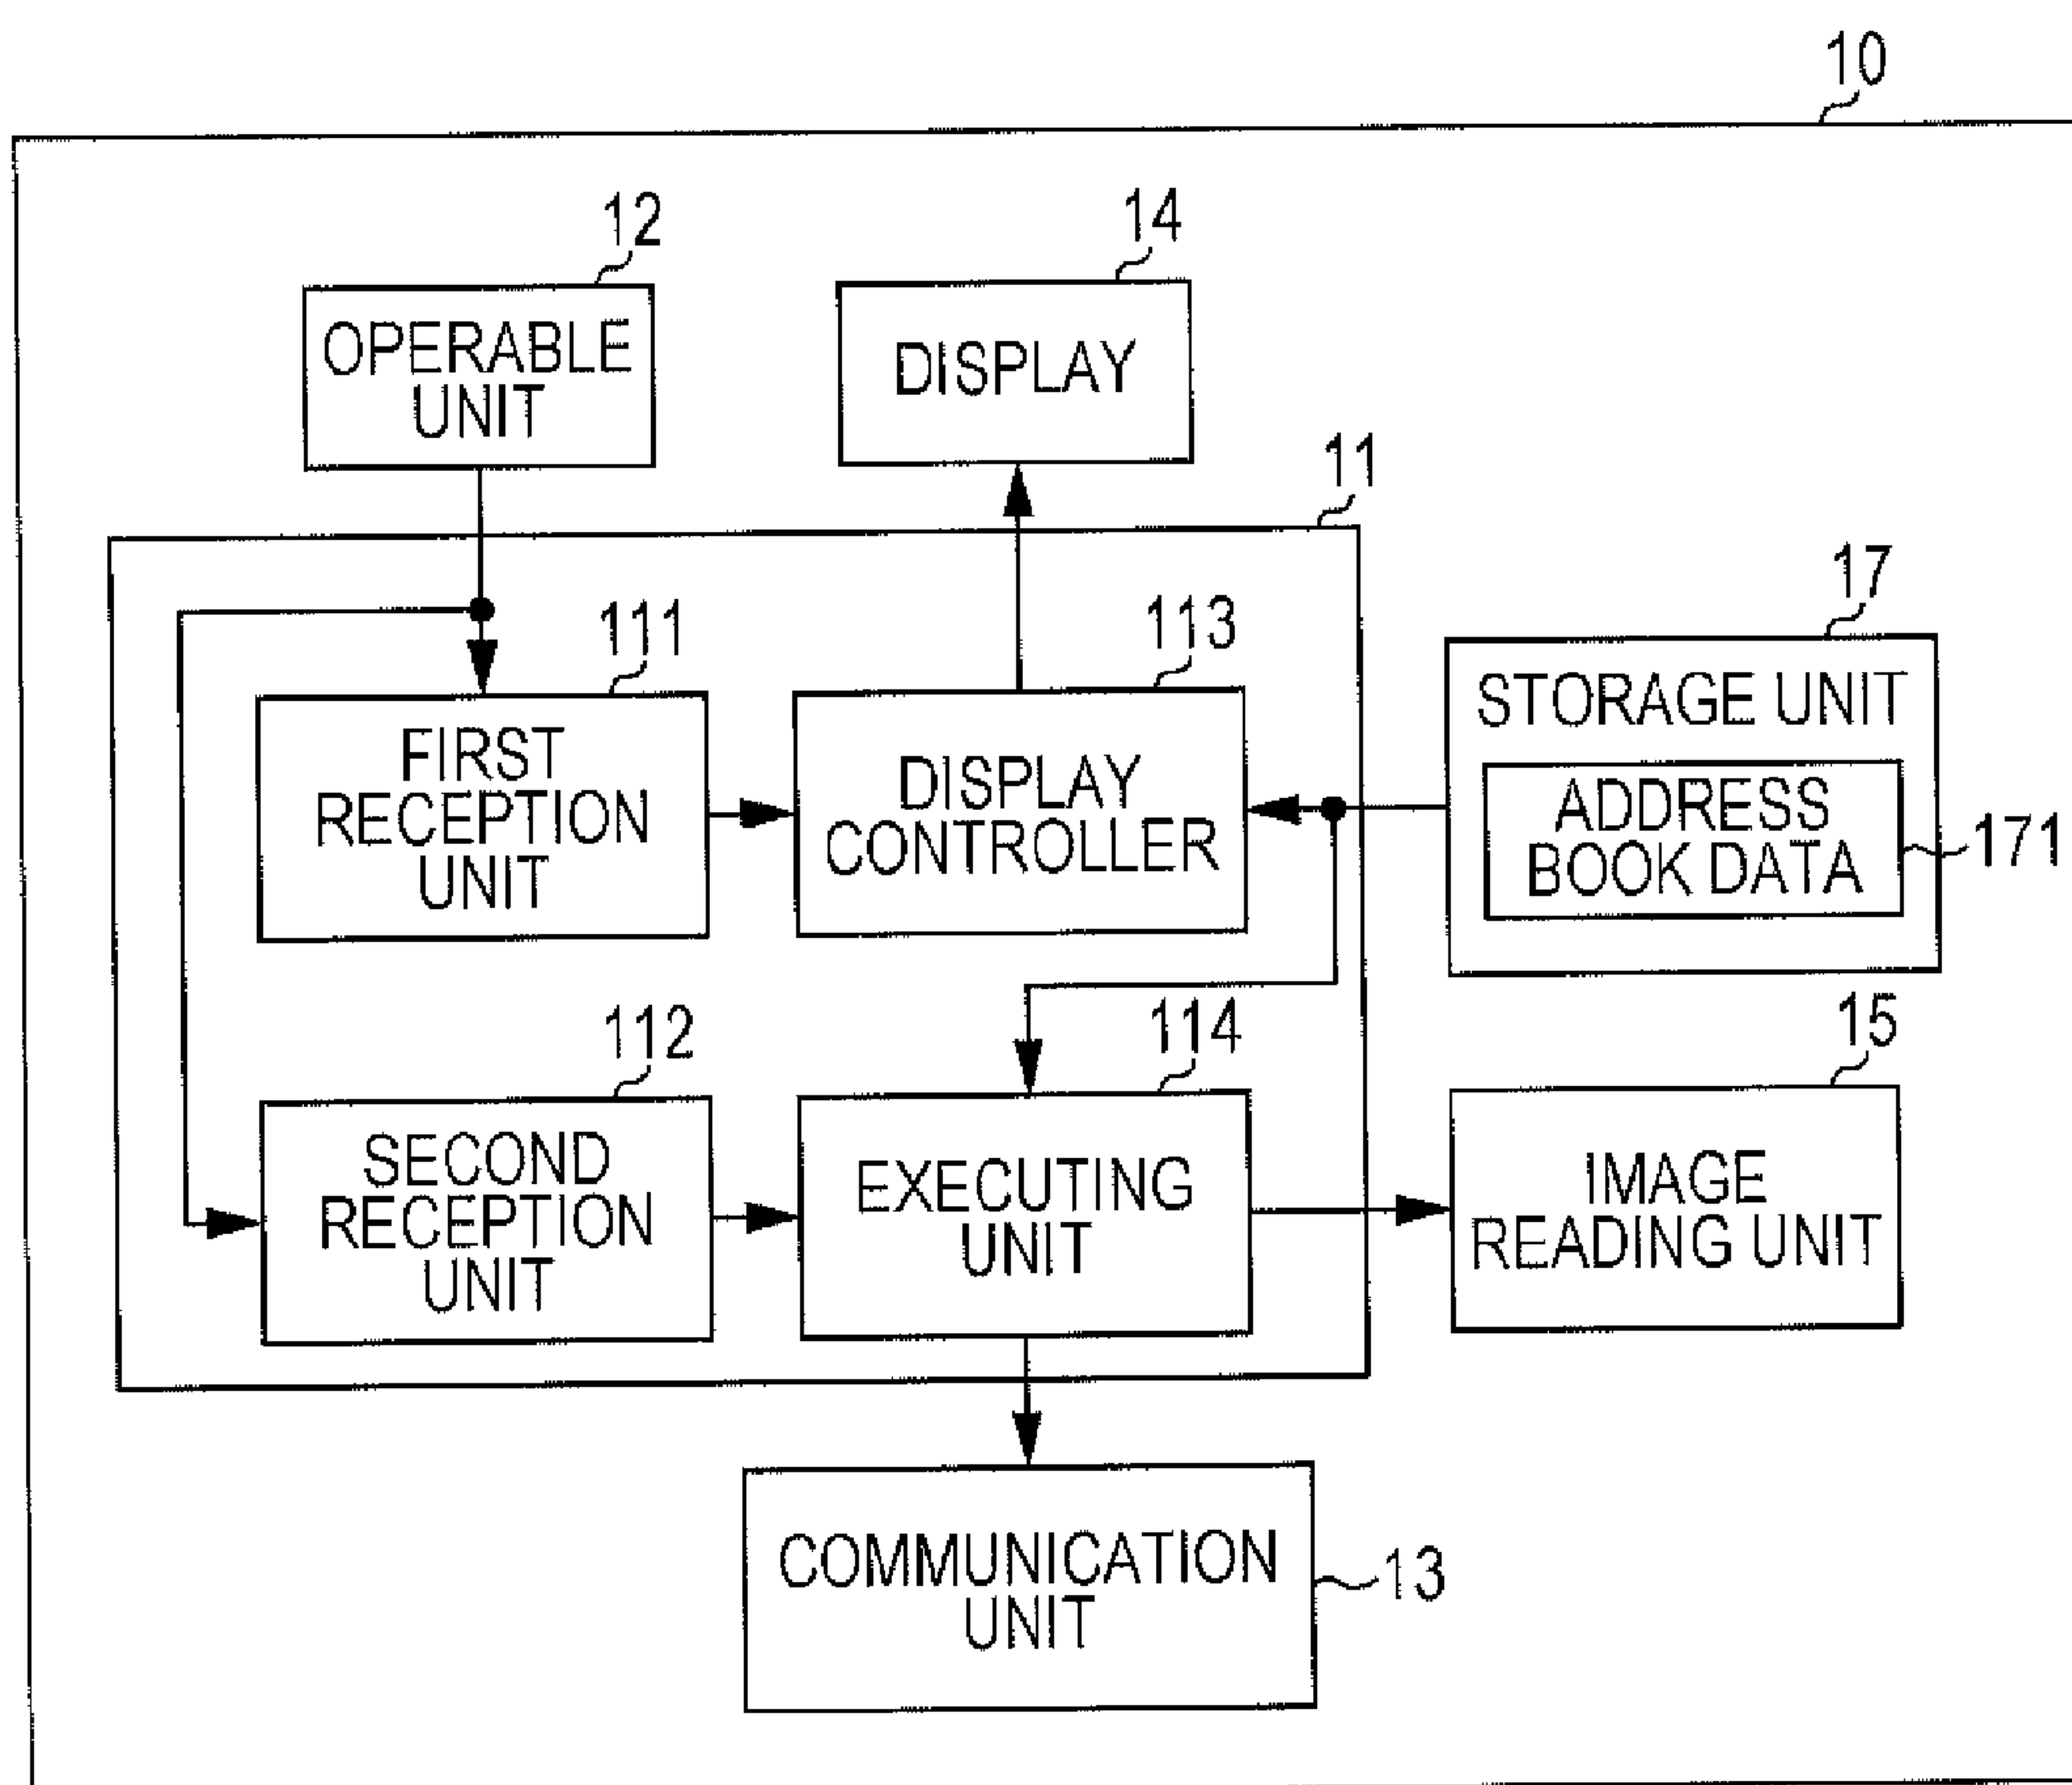 10
12
14
OPERABLE
UNIT
DISPLAY
11
17
111
113
STORAGE UNIT
FIRST
RECEPTION
UNIT
DISPLAY
CONTROLLER
ADDRESS
BOOK DATA
171
112
114
15
SECOND
RECEPTION
UNIT
EXECUTING
UNIT
IMAGE
READING UNIT
COMMUNICATION
UNIT
13